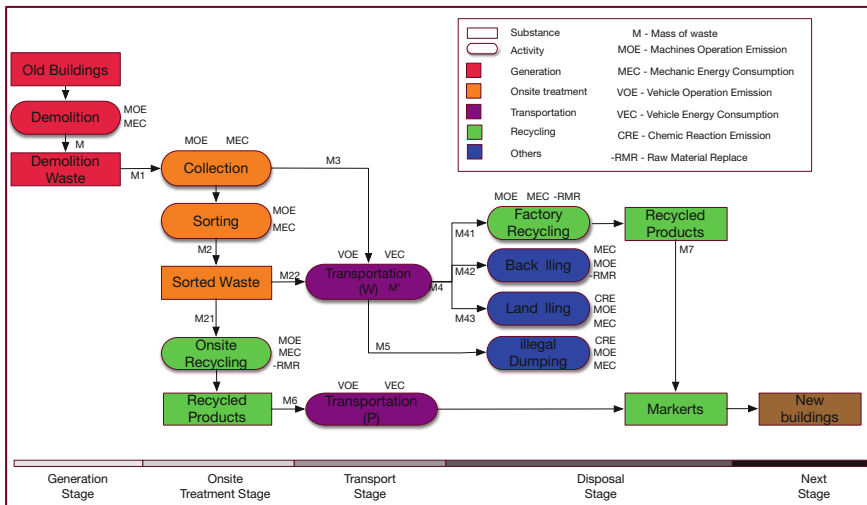 Substance
M - Mass of waste
Activity
MOE - Machines Operation Emission
Generation
MEC - Mechanic Energy Consumption
Onsite treatment
VOE - Vehicle Operation Emission
Transportation
VEC - Vehicle Energy Consumption
Recycling
CRE - Chemic Reaction Emission
Others
-RMR - Raw Material Replace
Old Buildings
Demolition
MOE
MEC
M
Demolition
Waste
M1
MOE MEC
Collection
M3
Sorting
MOE
MEC
M2
Sorted Waste
M22
M21
Onsite
Recycling
MOE
MEC
-RMR
Recycled
Products
M6
VOE VEC
Transportation
(W) M'
M4
M5
VOE VEC
Transportation
(P)
M41
M42
M43
MOE MEC -RMR
Factory
Recycling
Recycled
Products
M7
Back lling
MEC
MOE
-RMR
Land lling
CRE
MOE
MEC
illegal
Dumping
CRE
MOE
MEC
Markerts
New
buildings
Generation
Stage
Onsite
Treatment Stage
Transport
Stage
Disposal
Stage
Next
Stage